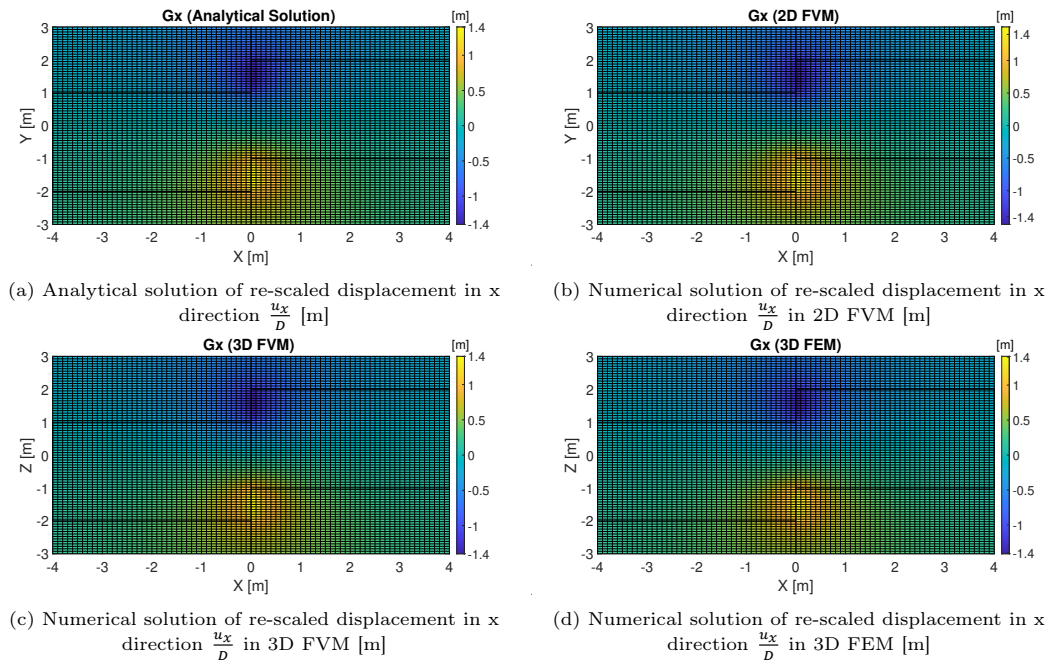 Gx (Analytical Solution)
[m]
3
2
1
0
-1
-2
-3
Y [m]
-4 -3 -2 -1 0 1 2 3 4
X [m]
1.4
1
0.5
0
-0.5
-1
-1.4
(a) Analytical solution of re-scaled displacement in x
direction u_x/D [m]
Gx (2D FVM)
[m]
3
2
1
0
-1
-2
-3
Y [m]
-4 -3 -2 -1 0 1 2 3 4
X [m]
1.4
1
0.5
0
-0.5
-1
-1.4
(b) Numerical solution of re-scaled displacement in x
direction u_x/D in 2D FVM [m]
Gx (3D FVM)
[m]
3
2
1
0
-1
-2
-3
Z [m]
-4 -3 -2 -1 0 1 2 3 4
X [m]
1.4
1
0.5
0
-0.5
-1
-1.4
(c) Numerical solution of re-scaled displacement in x
direction u_x/D in 3D FVM [m]
Gx (3D FEM)
[m]
3
2
1
0
-1
-2
-3
Z [m]
-4 -3 -2 -1 0 1 2 3 4
X [m]
1.4
1
0.5
0
-0.5
-1
-1.4
(d) Numerical solution of re-scaled displacement in x
direction u_x/D in 3D FEM [m]